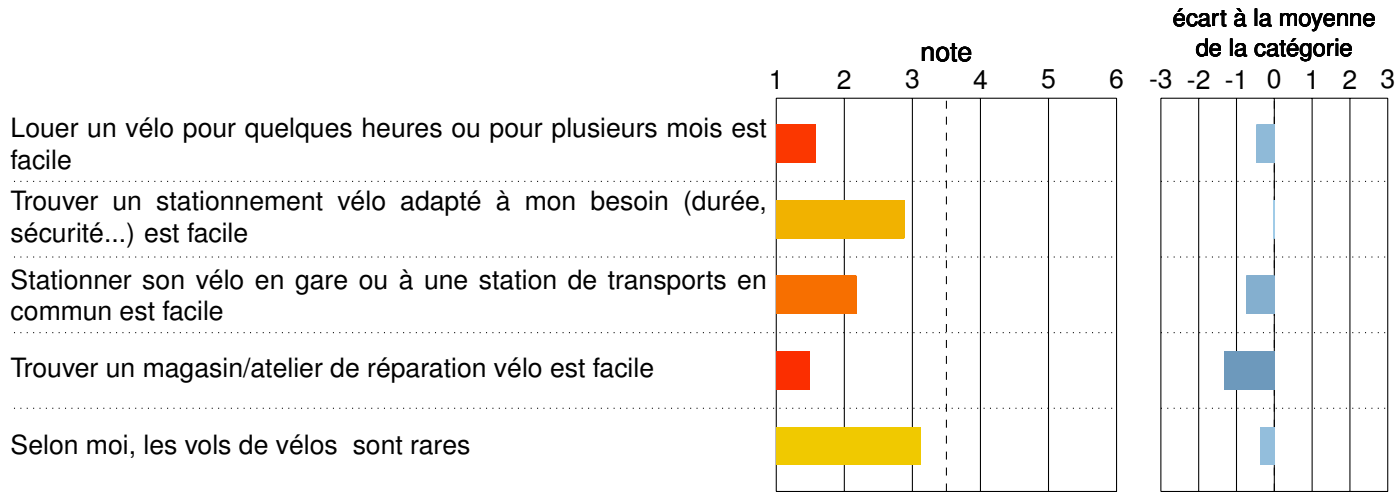 écart à la moyenne
note de la catégorie
1 2 3 4 5 6 -3 -2 -1 0 1 2 3
Louer un vélo pour quelques heures ou pour plusieurs mois est
facile
Trouver un stationnement vélo adapté à mon besoin (durée,
sécurité...) est facile
Stationner son vélo en gare ou à une station de transports en
commun est facile
Trouver un magasin/atelier de réparation vélo est facile
Selon moi, les vols de vélos sont rares